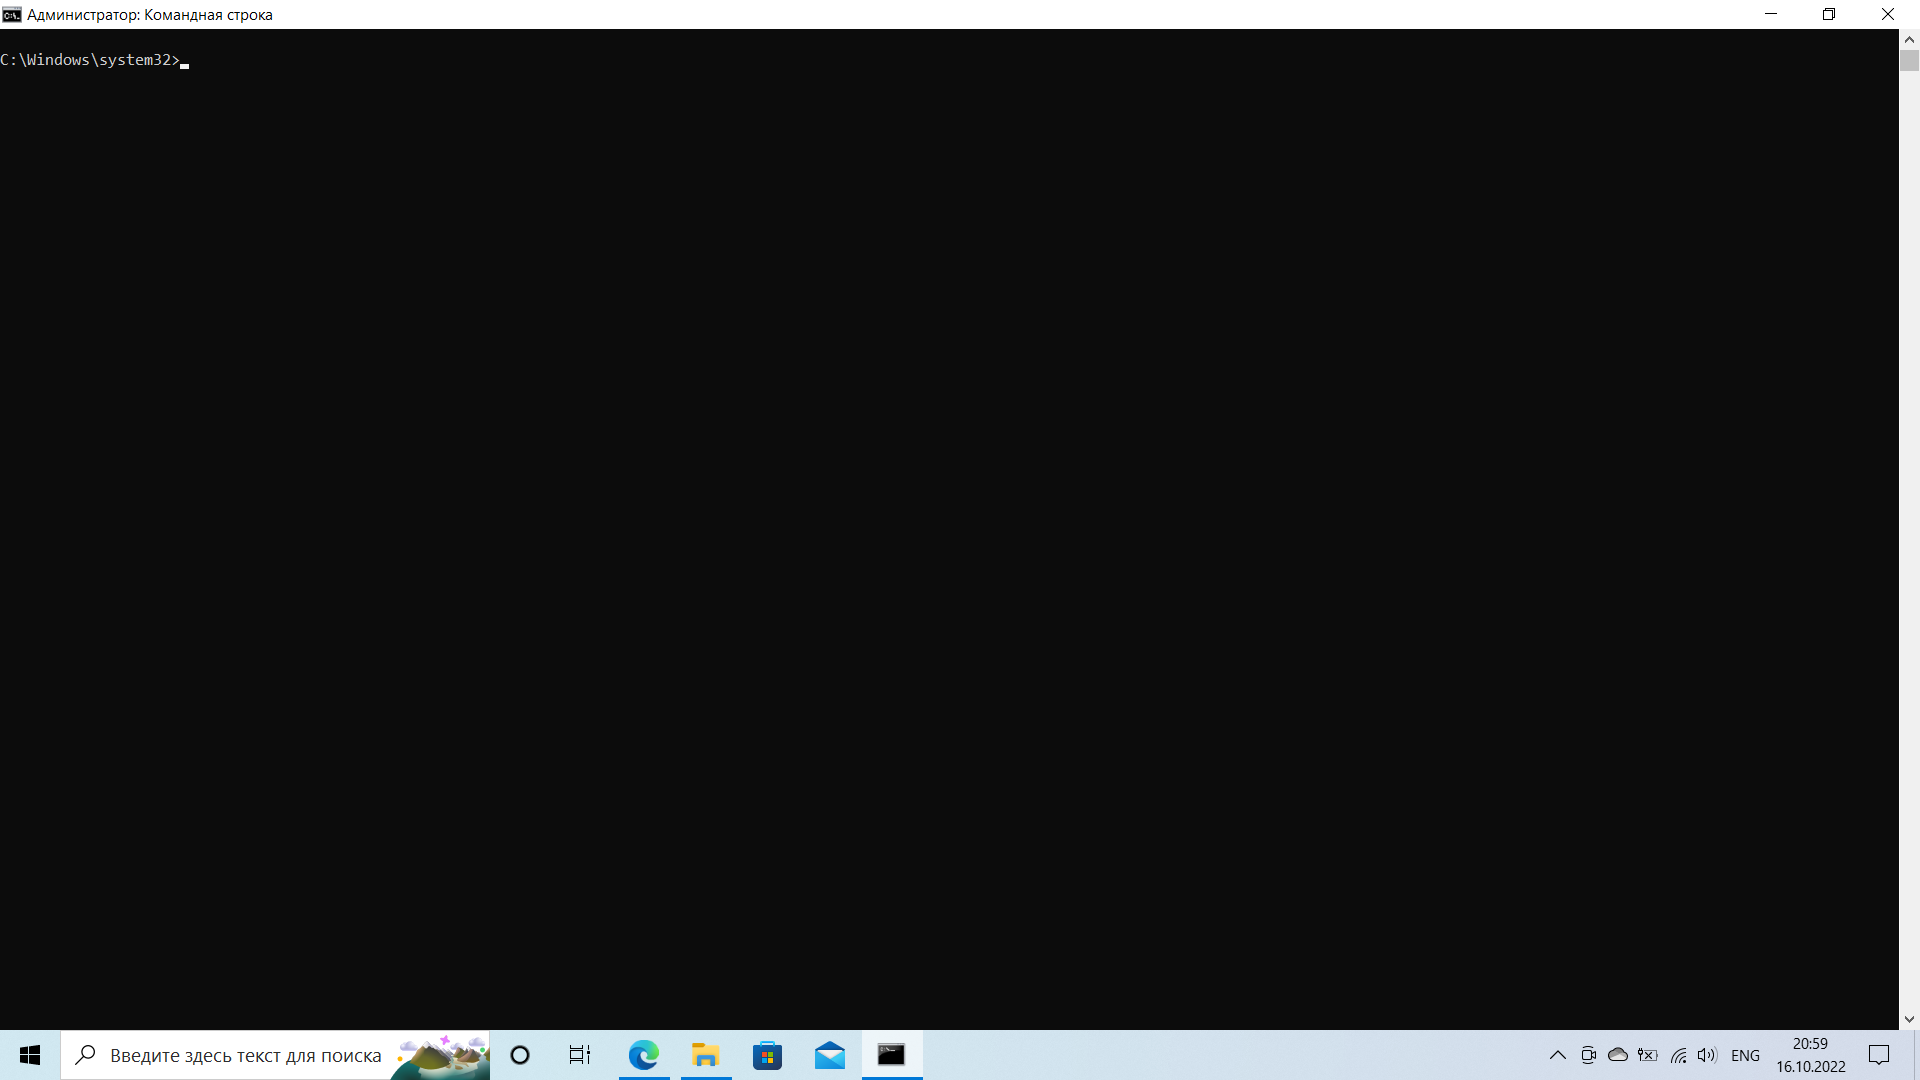 Администратор: Командная строка
C:\Windows\system32>
Введите здесь текст для поиска
ENG
20:59
16.10.2022